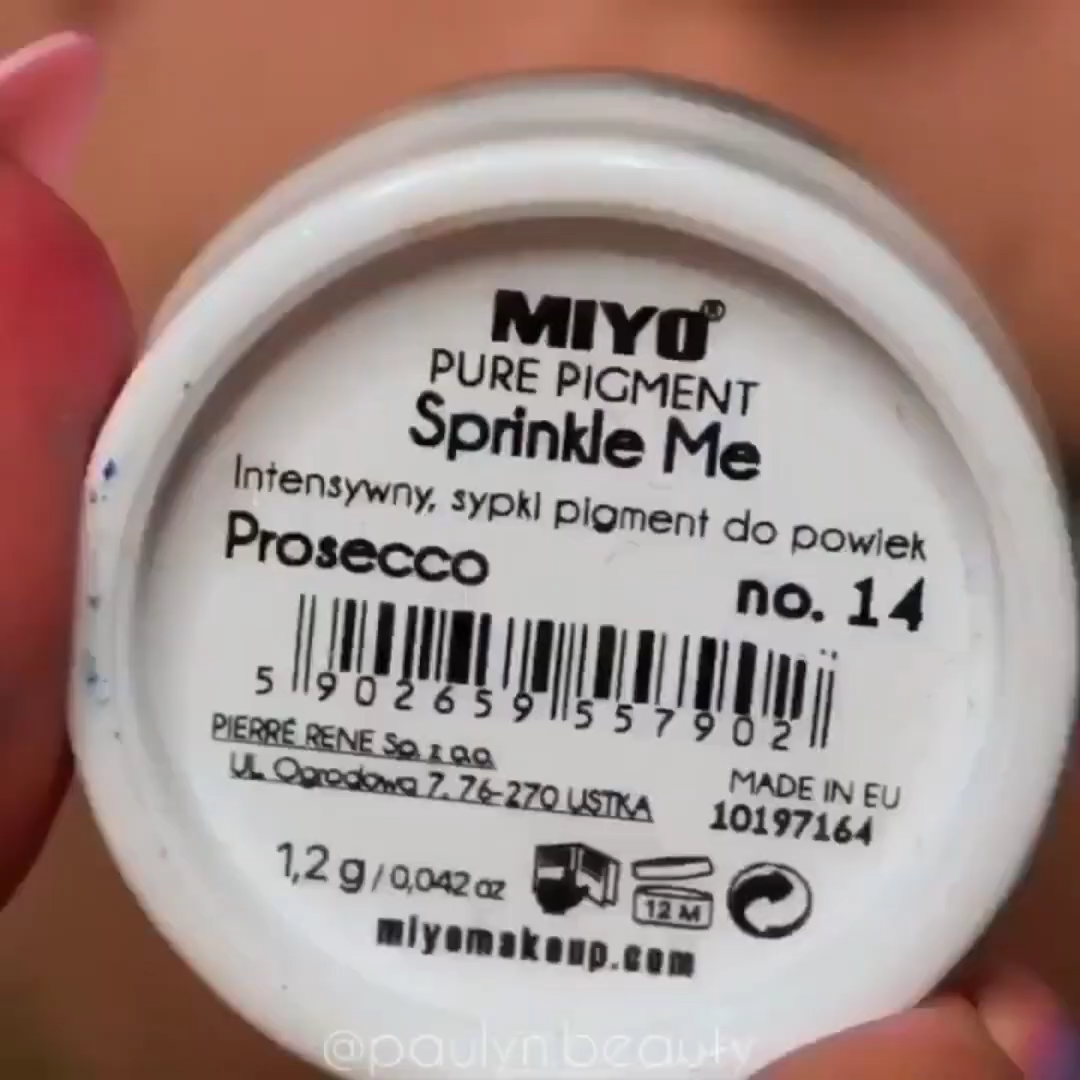 MIYO®
PURE PIGMENT
Sprinkle Me
Intensywny, sypki pigment do powiek
Prosecco
no. 14
5 902659 557902
PIERRE RENE Sp. z o.o.
UL. Ogrodowa 7, 76-270 USTKA
MADE IN EU
10197164
1,2 g / 0,042 oz
12 M
miyomakeup.com
@paulyn.beauty